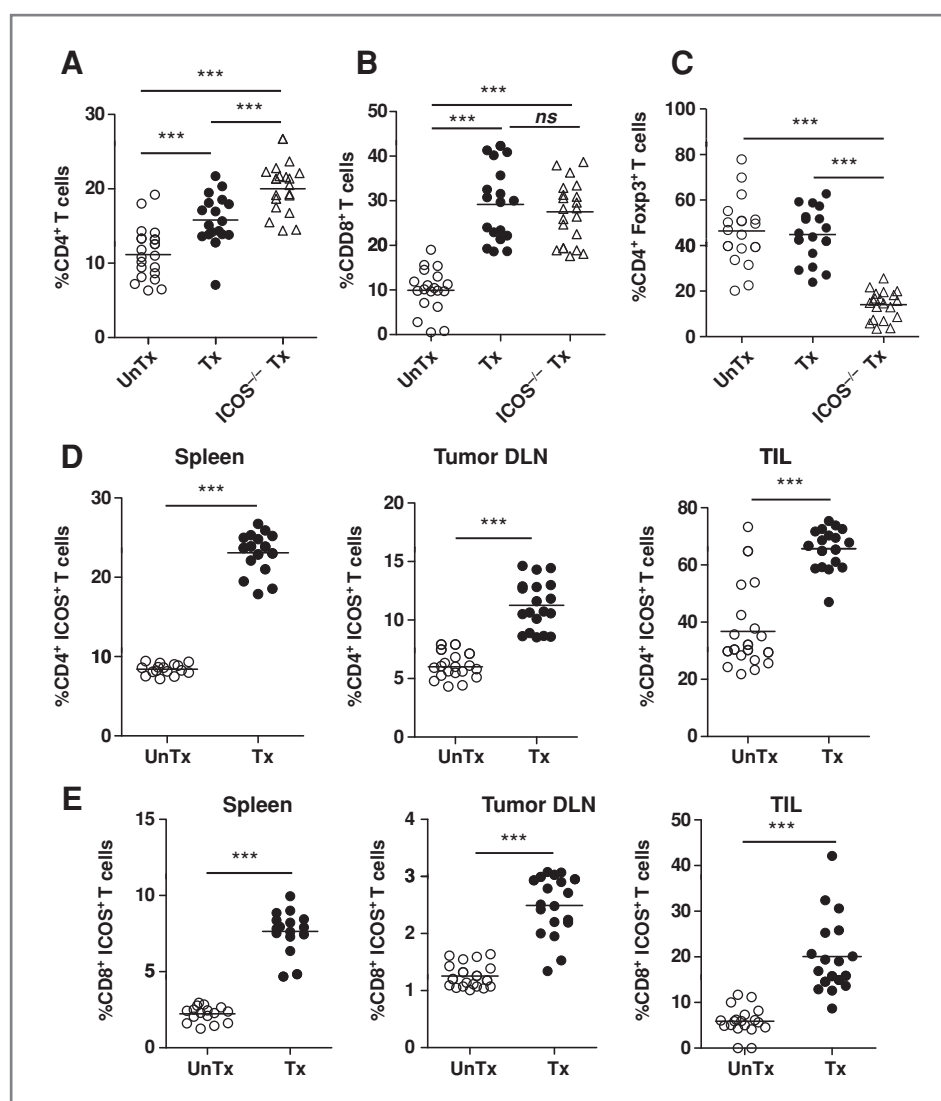 A
B
C
***
***
***
***
***
ns
***
***
30
20
10
0
%CD4+ T cells
UnTx
Tx
ICOS–/– Tx
50
40
30
20
10
0
%CDD8+ T cells
UnTx
Tx
ICOS–/– Tx
100
80
60
40
20
0
%CD4+ Foxp3+ T cells
UnTx
Tx
ICOS–/– Tx
D
Spleen
***
30
20
10
0
%CD4+ ICOS+ T cells
UnTx
Tx
Tumor DLN
***
20
15
10
5
0
%CD4+ ICOS+ T cells
UnTx
Tx
TIL
***
80
60
40
20
0
%CD4+ ICOS+ T cells
UnTx
Tx
E
Spleen
***
15
10
5
0
%CD8+ ICOS+ T cells
UnTx
Tx
Tumor DLN
***
4
3
2
1
0
%CD8+ ICOS+ T cells
UnTx
Tx
TIL
***
50
40
30
20
10
0
%CD8+ ICOS+ T cells
UnTx
Tx